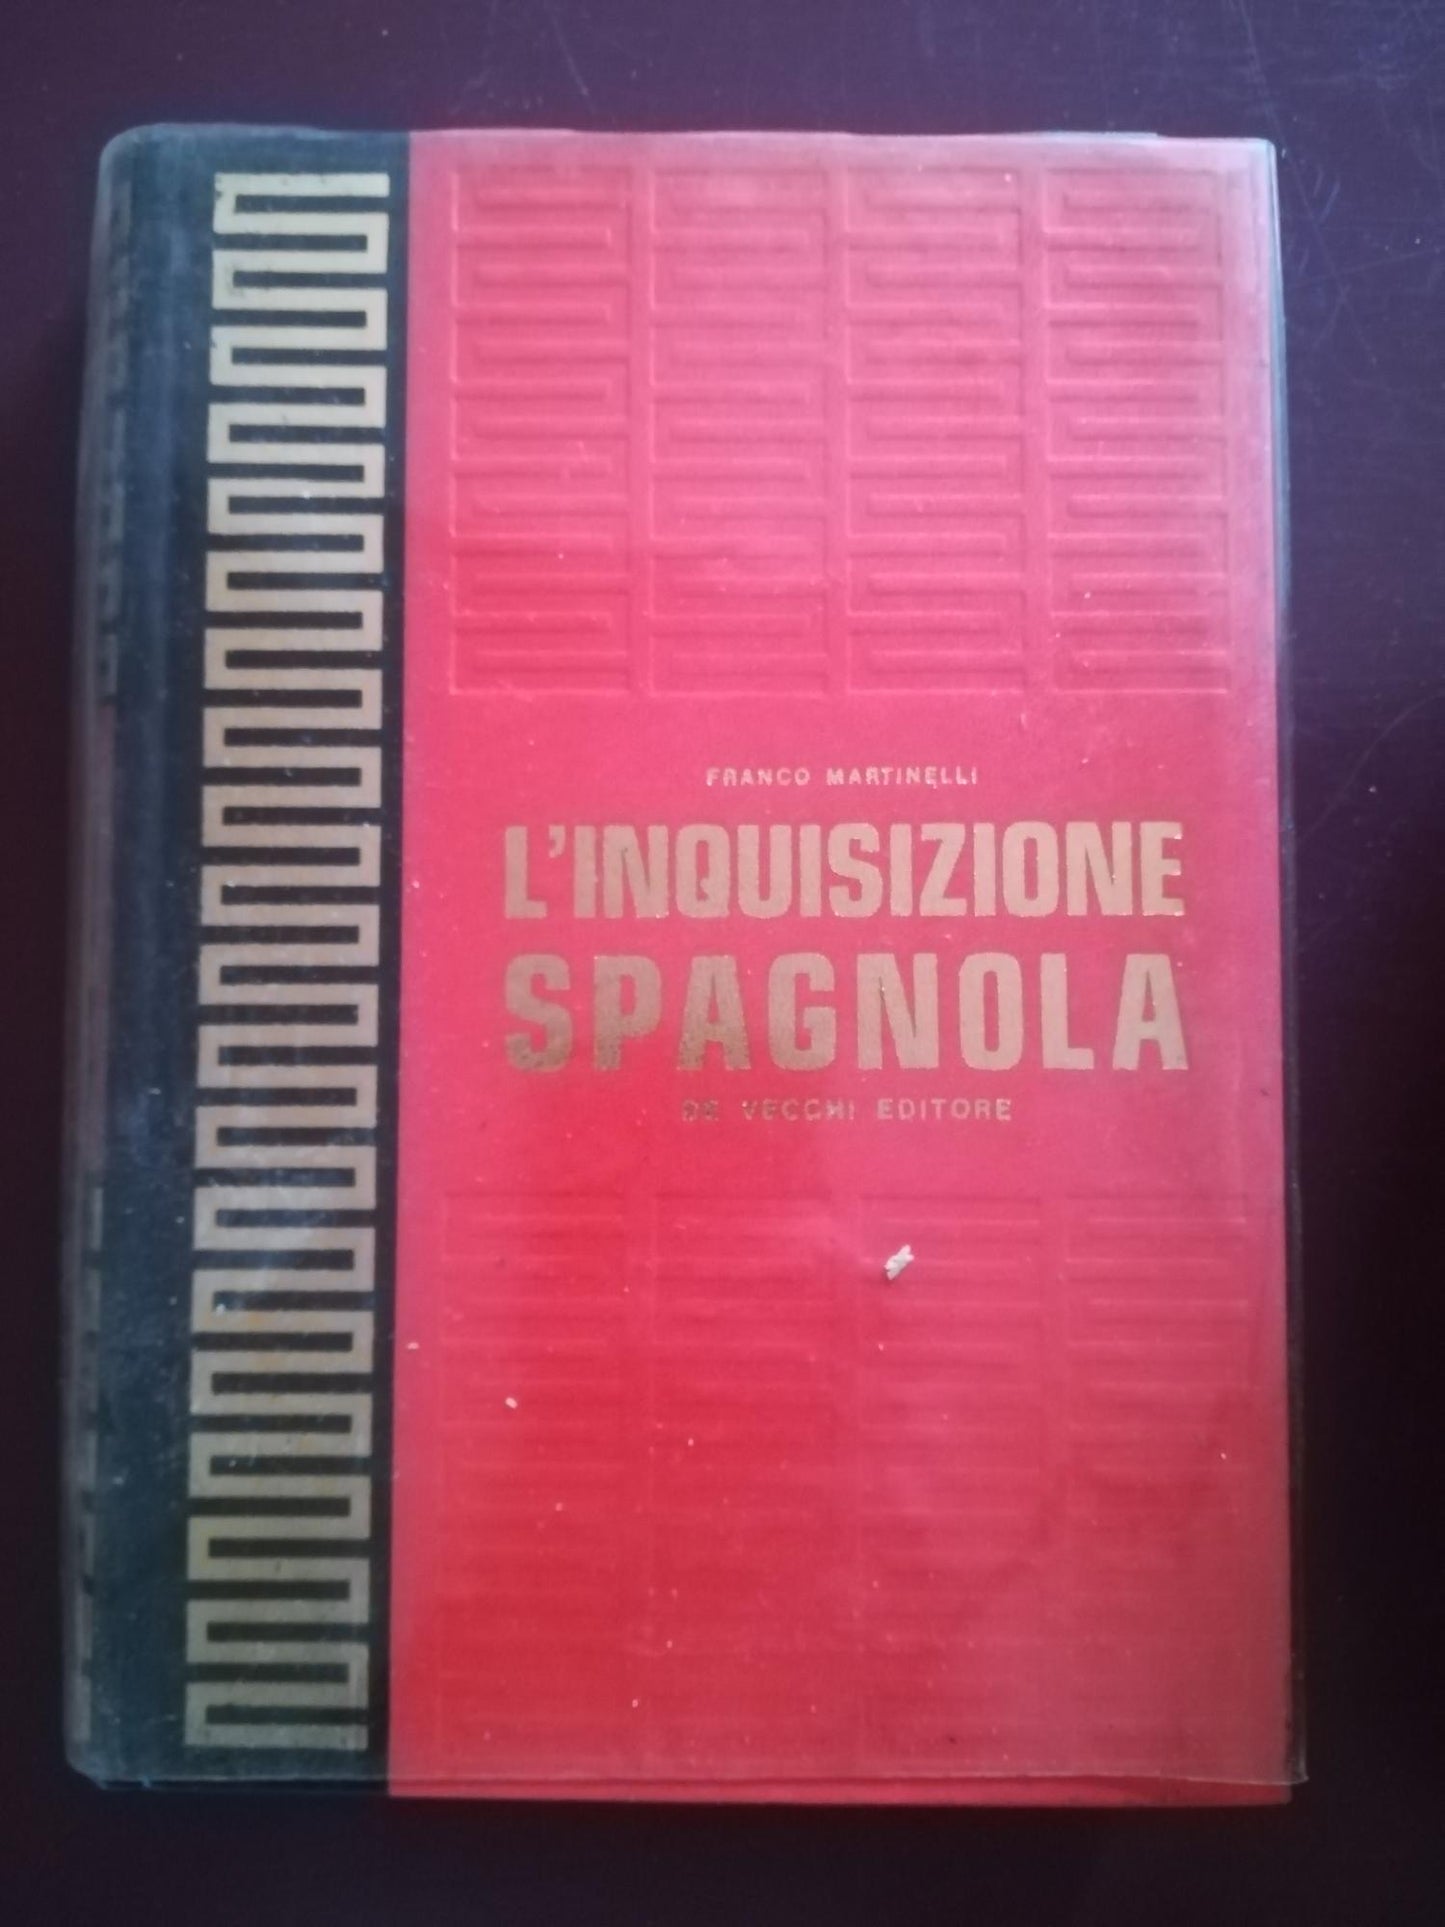 FRANCO MARTINELLI
L'INQUISIZIONE
SPAGNOLA
DE VECCHI EDITORE